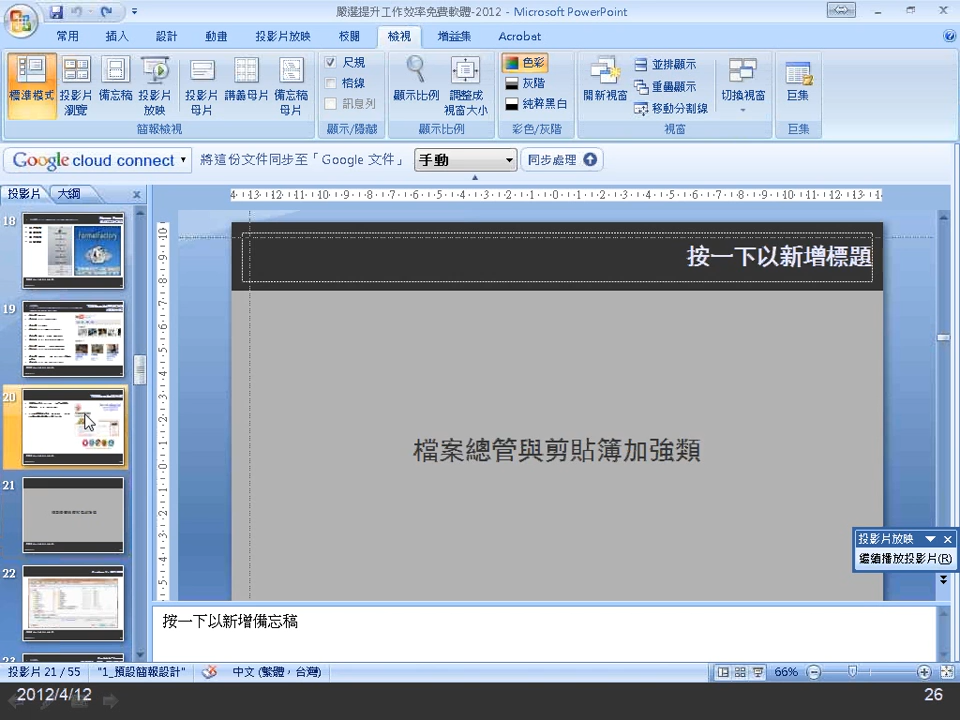 嚴選提升工作效率免費軟體-2012 - Microsoft PowerPoint
常用 插入 設計 動畫 投影片放映 校閱 檢視 增益集 Acrobat
標準模式 投影片瀏覽 備忘稿 投影片放映 投影片母片 講義母片 備忘稿母片
簡報檢視
尺規
格線
訊息列
顯示/隱藏
顯示比例 調整成視窗大小
顯示比例
色彩
灰階
純粹黑白
彩色/灰階
開新視窗
並排顯示
重疊顯示
移動分割線
切換視窗
視窗
巨集
巨集
Google cloud connect 將這份文件同步至「Google 文件」 手動 同步處理
投影片 大綱
18
19
20
21
22
23
FormatFactory
按一下以新增標題
檔案總管與剪貼簿加強類
投影片放映
繼續播放投影片(R)
按一下以新增備忘稿
投影片 21 / 55 "1_預設簡報設計" 中文 (繁體，台灣) 66%
2012/4/12
26